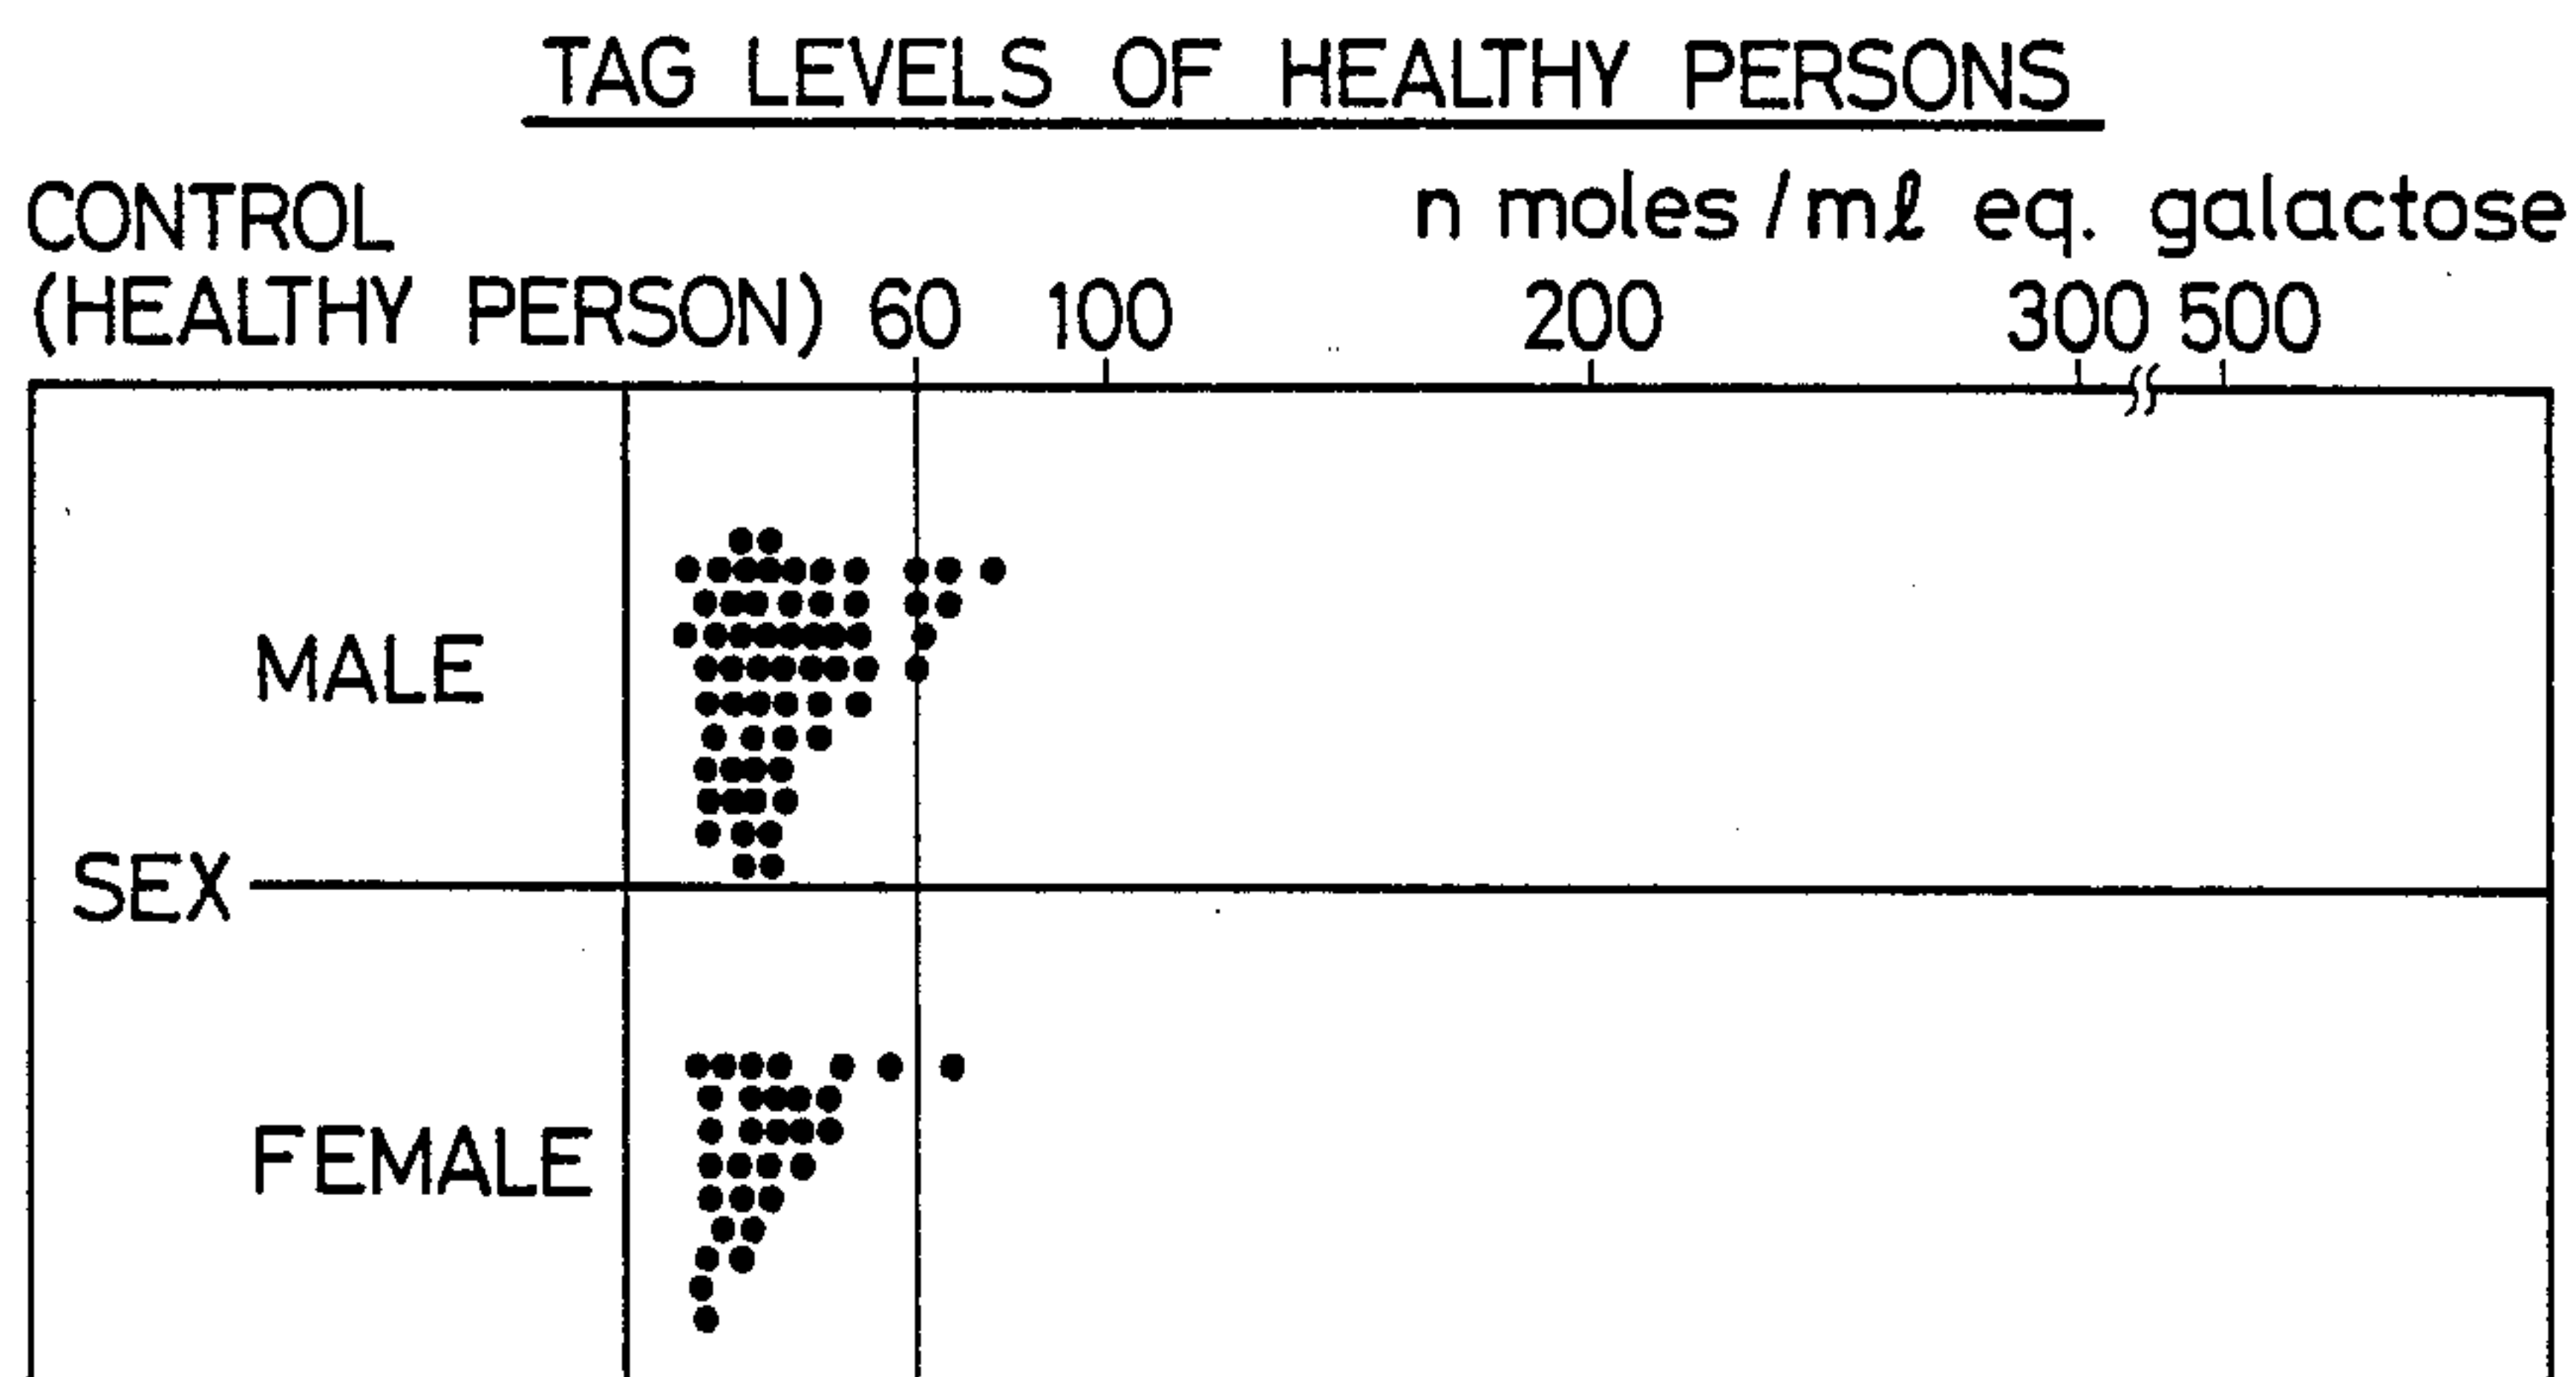 TAG LEVELS OF HEALTHY PERSONS
CONTROL n moles / mℓ eq. galactose
(HEALTHY PERSON) 60 100 200 300 500
MALE
SEX
FEMALE